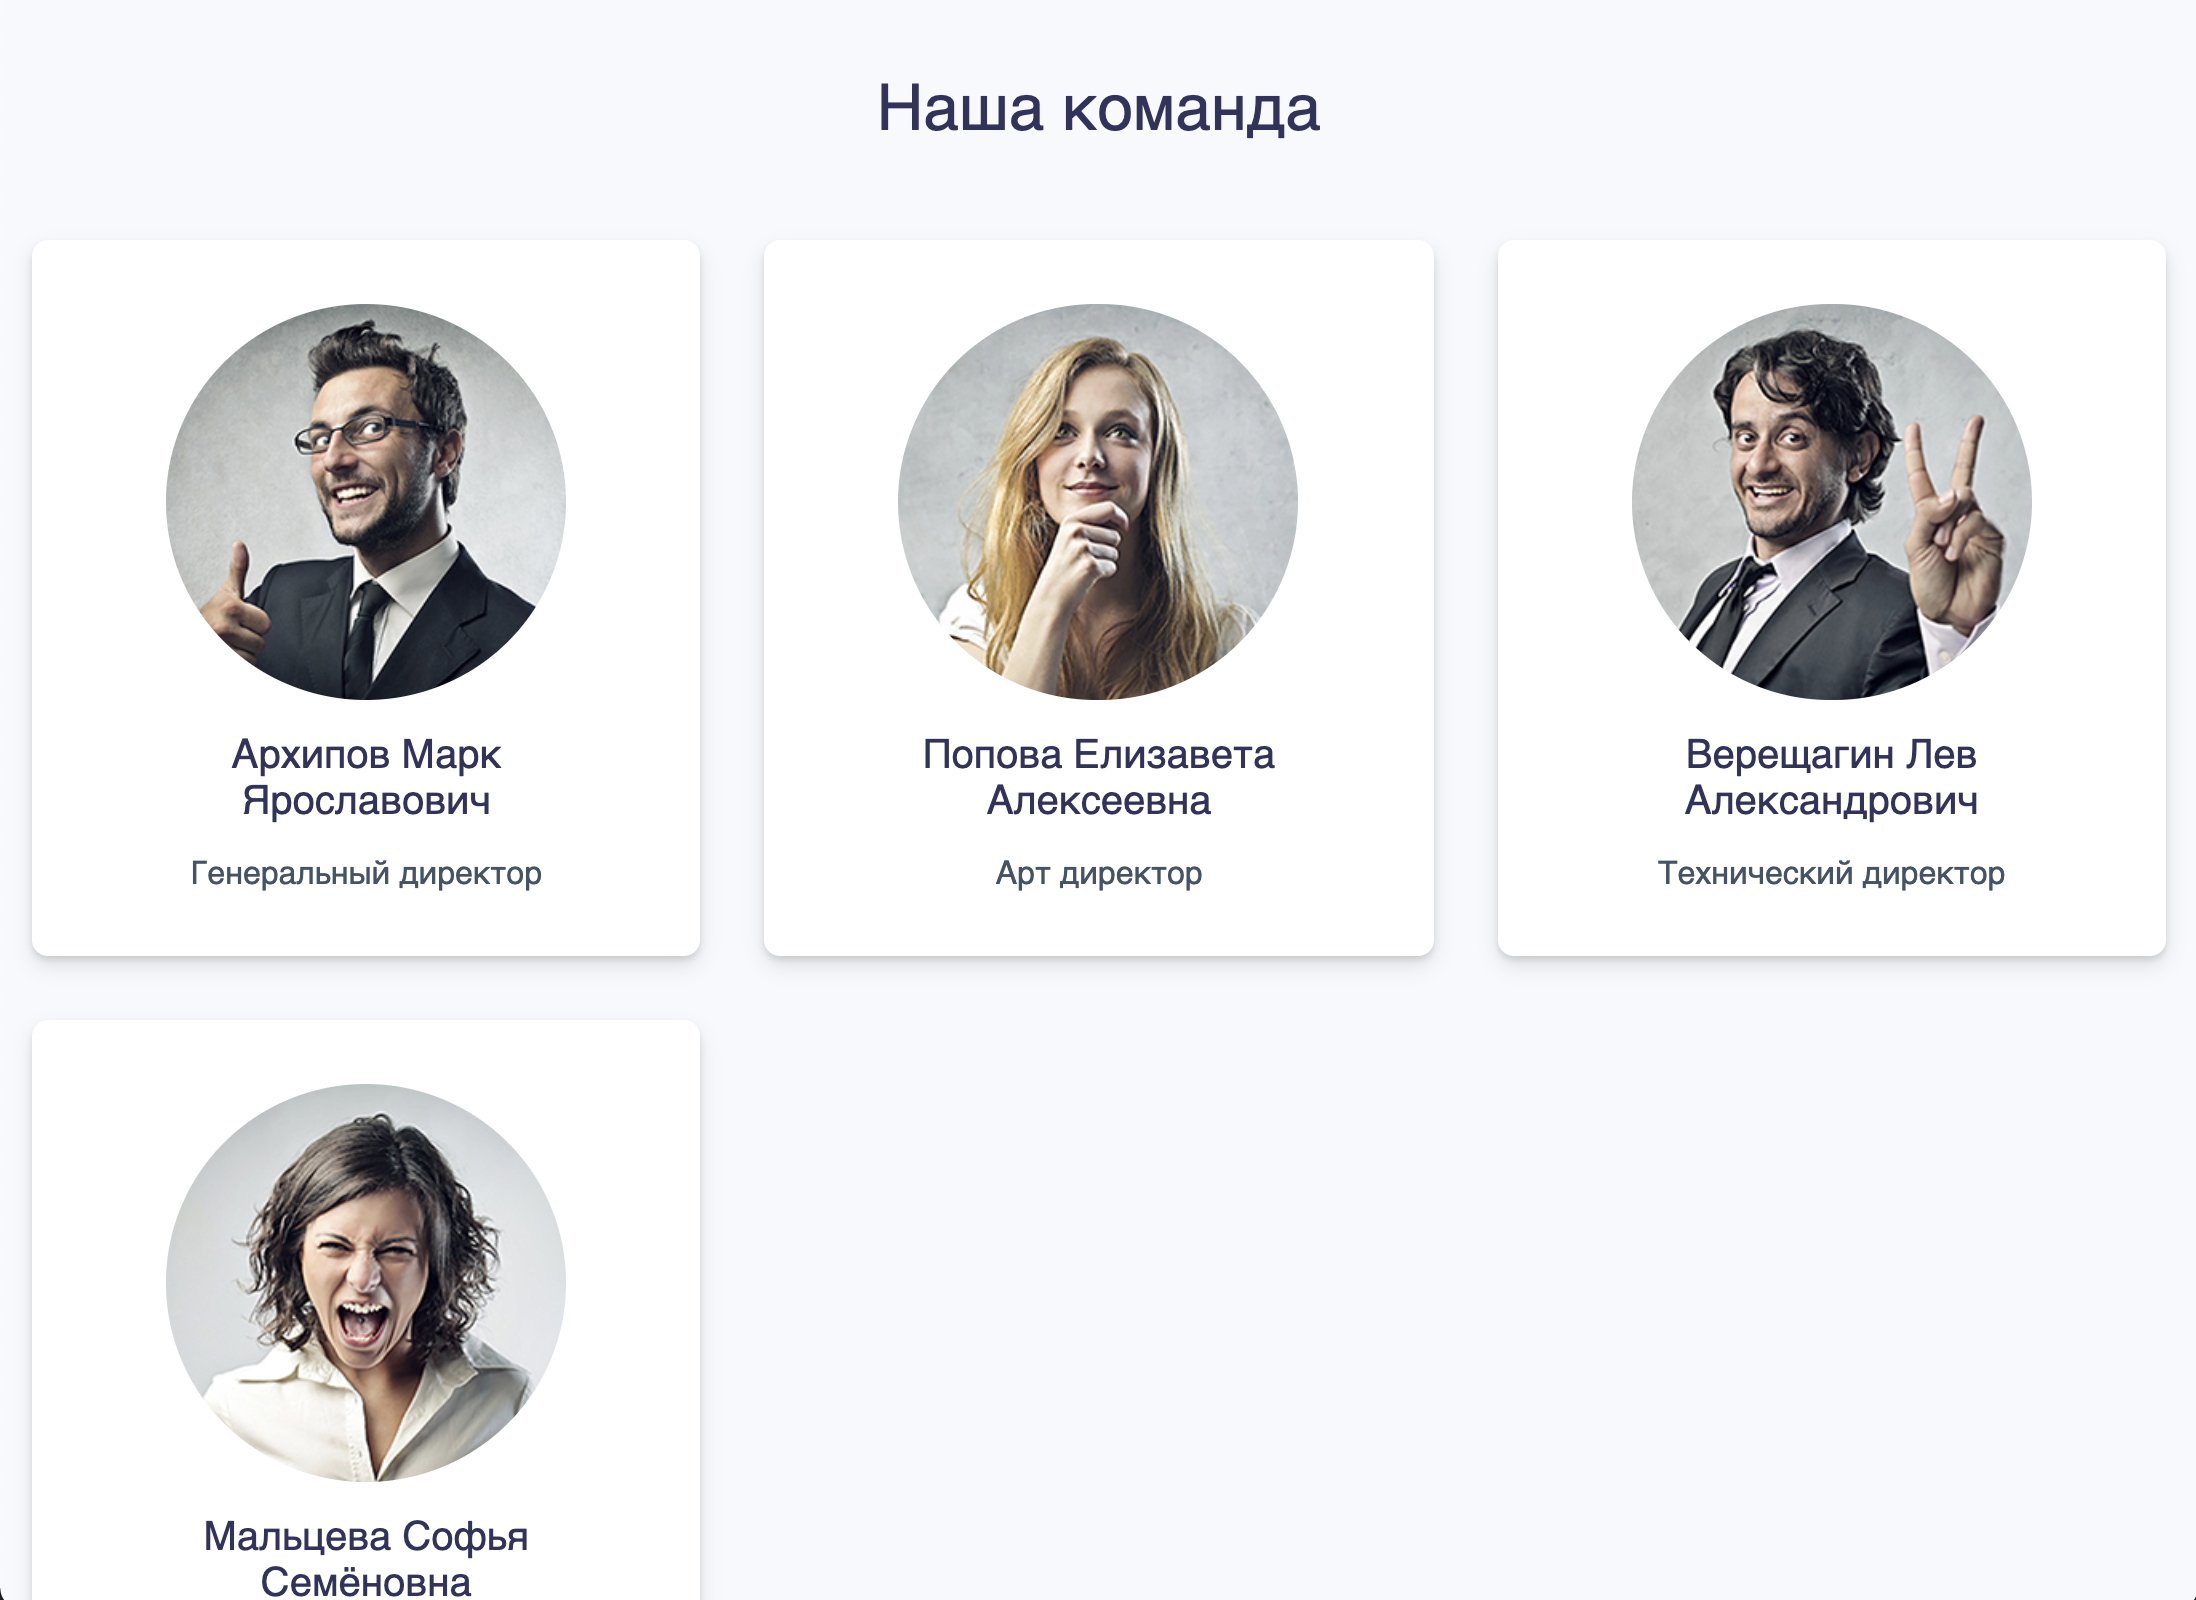 Наша команда
Архипов Марк
Ярославович
Генеральный директор
Попова Елизавета
Алексеевна
Арт директор
Верещагин Лев
Александрович
Технический директор
Мальцева Софья
Семёновна